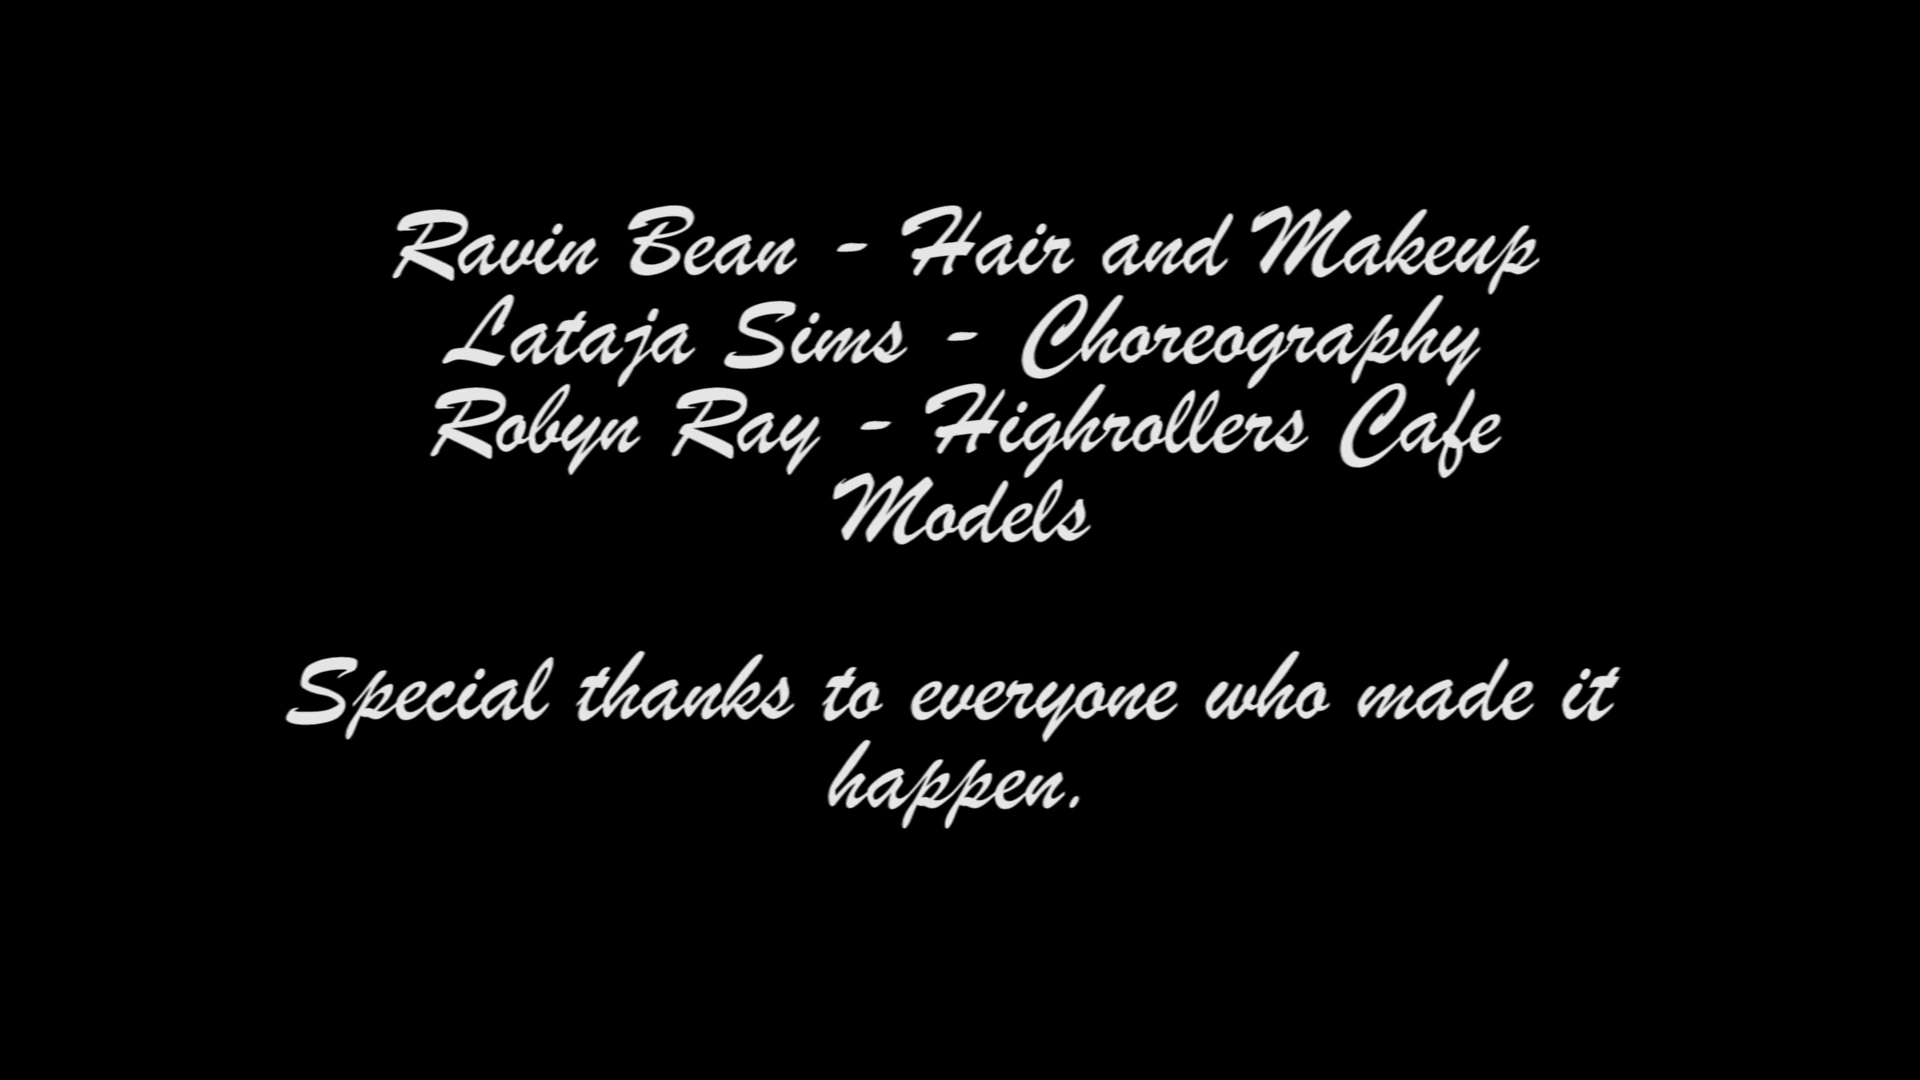 Ravin Bean - Hair and Makeup
Lataja Sims - Choreography
Robyn Ray - Highrollers Cafe
Models
Special thanks to everyone who made it
happen.